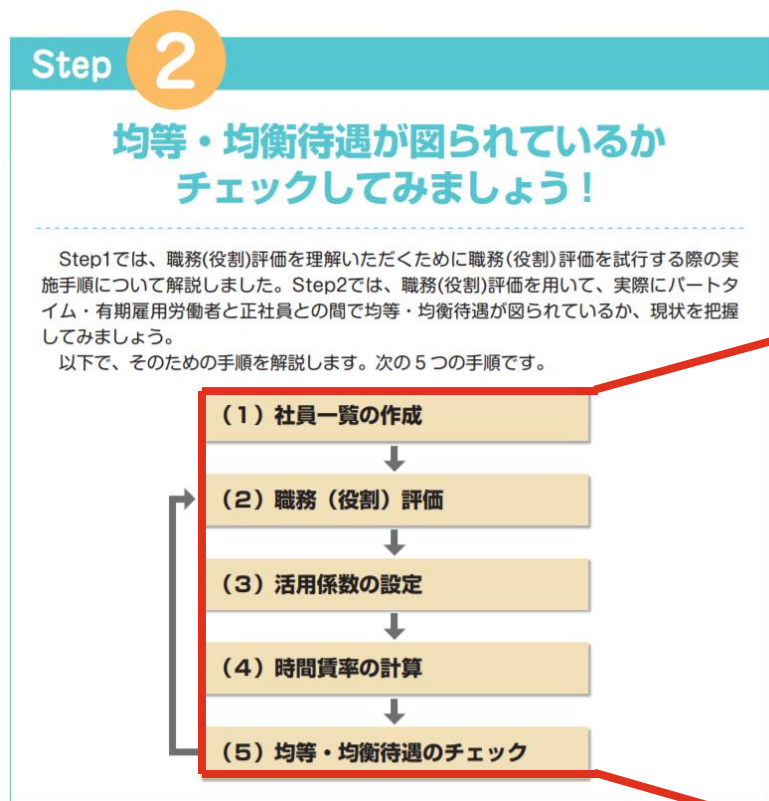 Step 2
均等・均衡待遇が図られているか
チェックしてみましょう！
Step1では、職務(役割)評価を理解いただくために職務(役割)評価を試行する際の実
施手順について解説しました。Step2では、職務(役割)評価を用いて、実際にパートタ
イム・有期雇用労働者と正社員との間で均等・均衡待遇が図られているか、現状を把握
してみましょう。
以下で、そのための手順を解説します。次の５つの手順です。
（１）社員一覧の作成
（２）職務（役割）評価
（３）活用係数の設定
（４）時間賃率の計算
（５）均等・均衡待遇のチェック